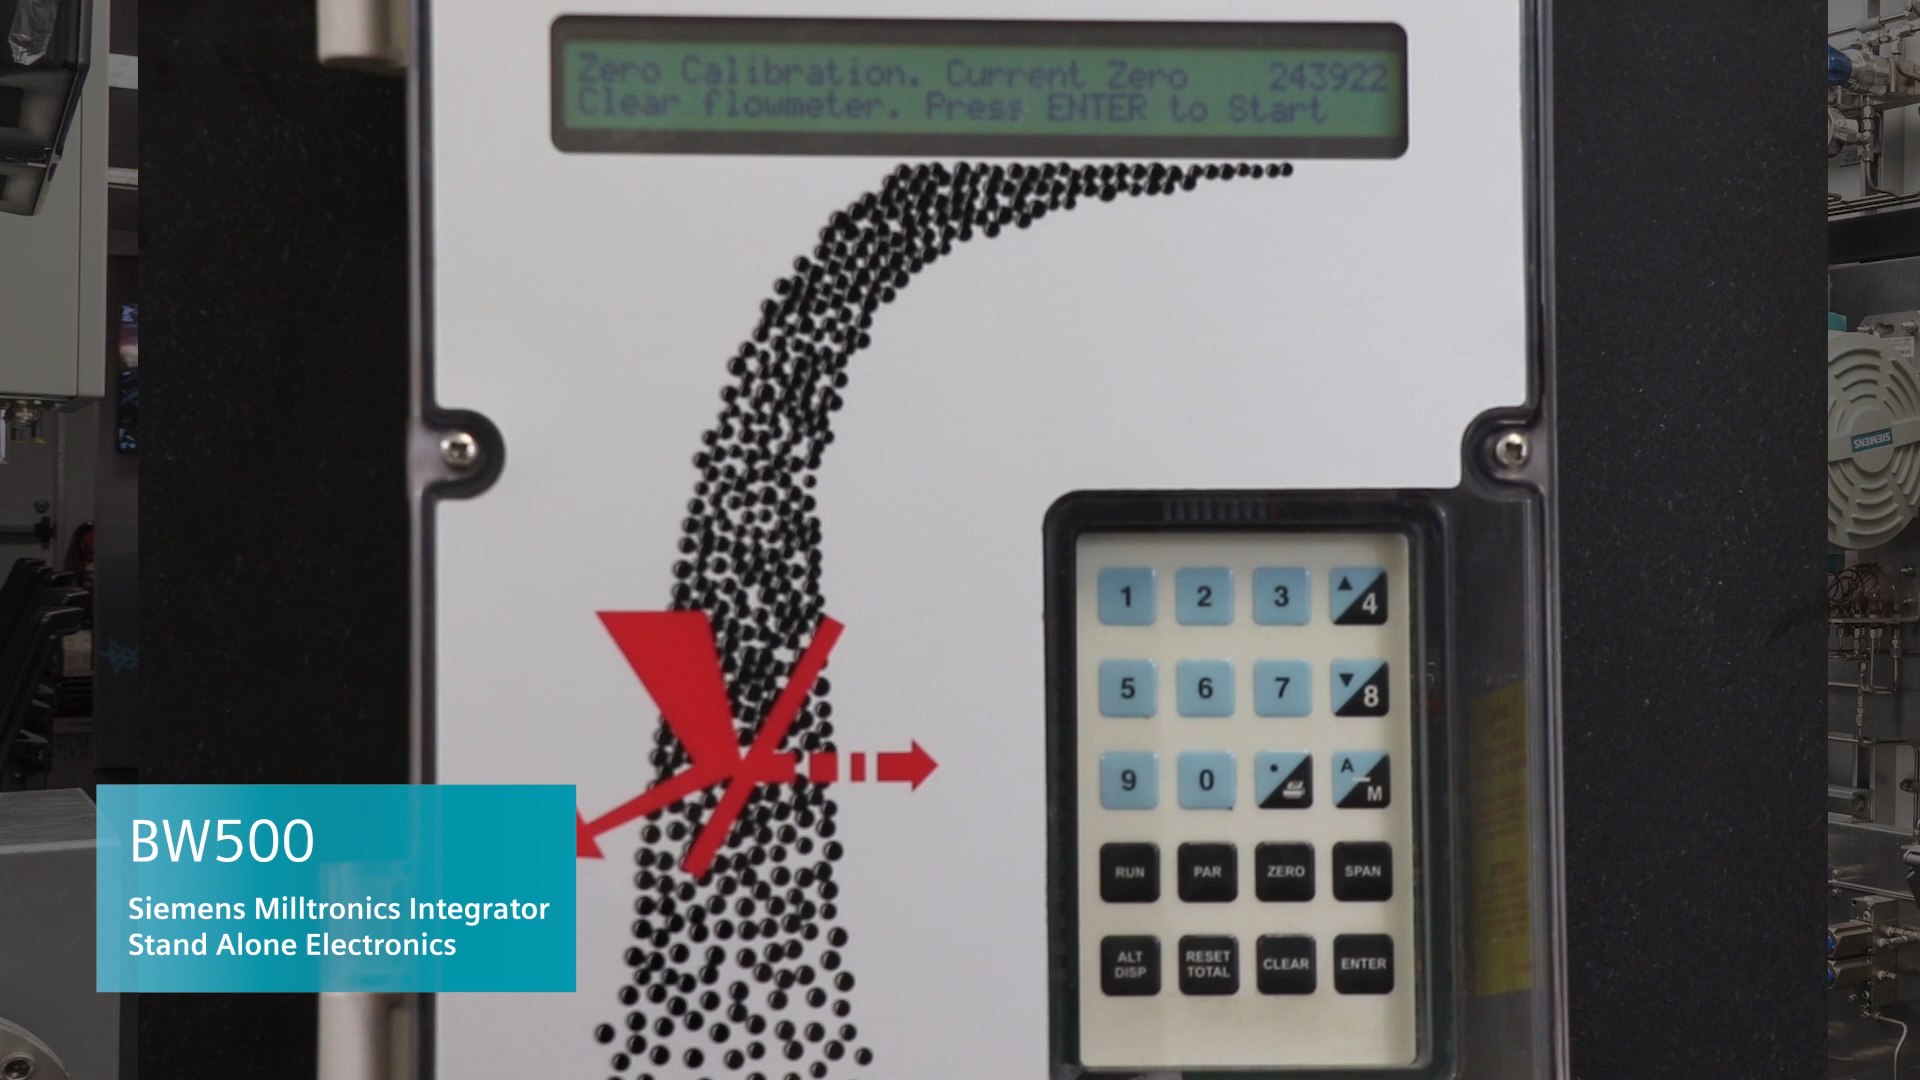 Zero Calibration. Current Zero 243922
Clear flowmeter. Press ENTER to Start
SIEMENS
1 2 3 ▲ 4
5 6 7 ▼ 8
9 0 • A M
RUN PAR ZERO SPAN
ALT DISP RESET TOTAL CLEAR ENTER
BW500
Siemens Milltronics Integrator
Stand Alone Electronics